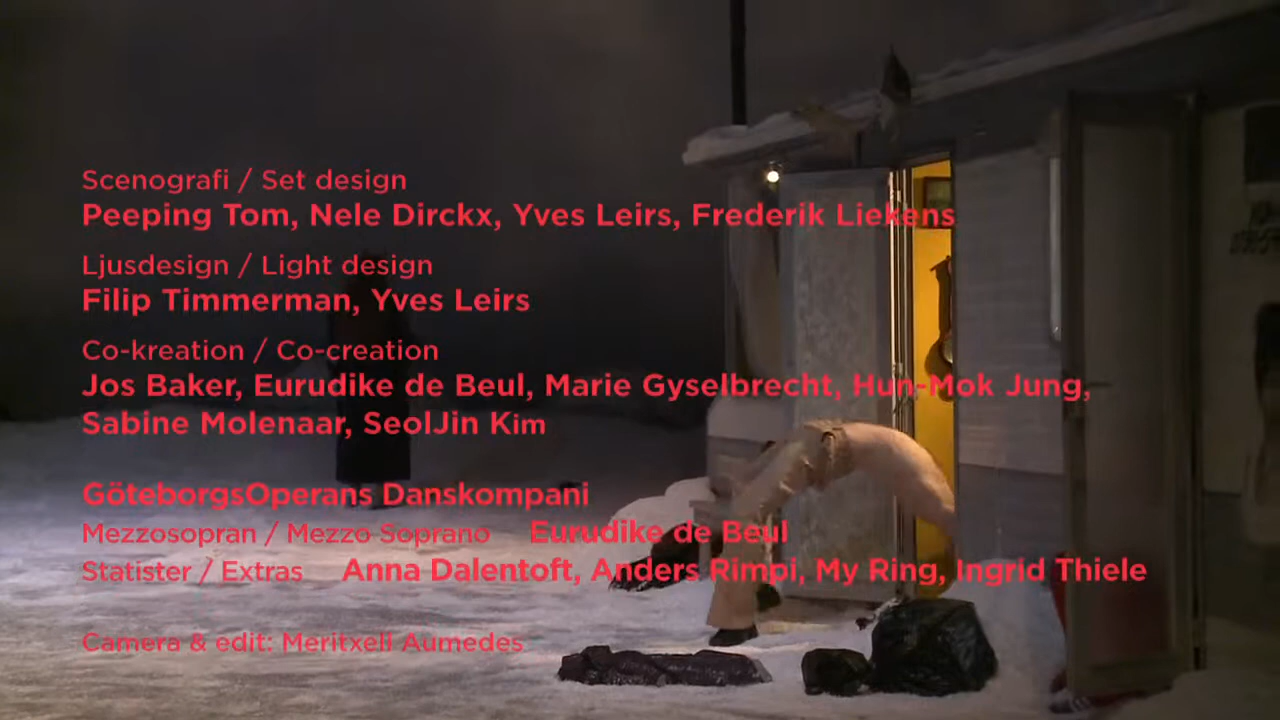 Scenografi / Set design
Peeping Tom, Nele Dirckx, Yves Leirs, Frederik Liekens
Ljusdesign / Light design
Filip Timmerman, Yves Leirs
Co-kreation / Co-creation
Jos Baker, Eurudike de Beul, Marie Gyselbrecht, Hun-Mok Jung,
Sabine Molenaar, SeolJin Kim
GöteborgsOperans Danskompani
Mezzosopran / Mezzo Soprano Eurudike de Beul
Statister / Extras Anna Dalentoft, Anders Rimpi, My Ring, Ingrid Thiele
Camera & edit: Meritxell Aumedes